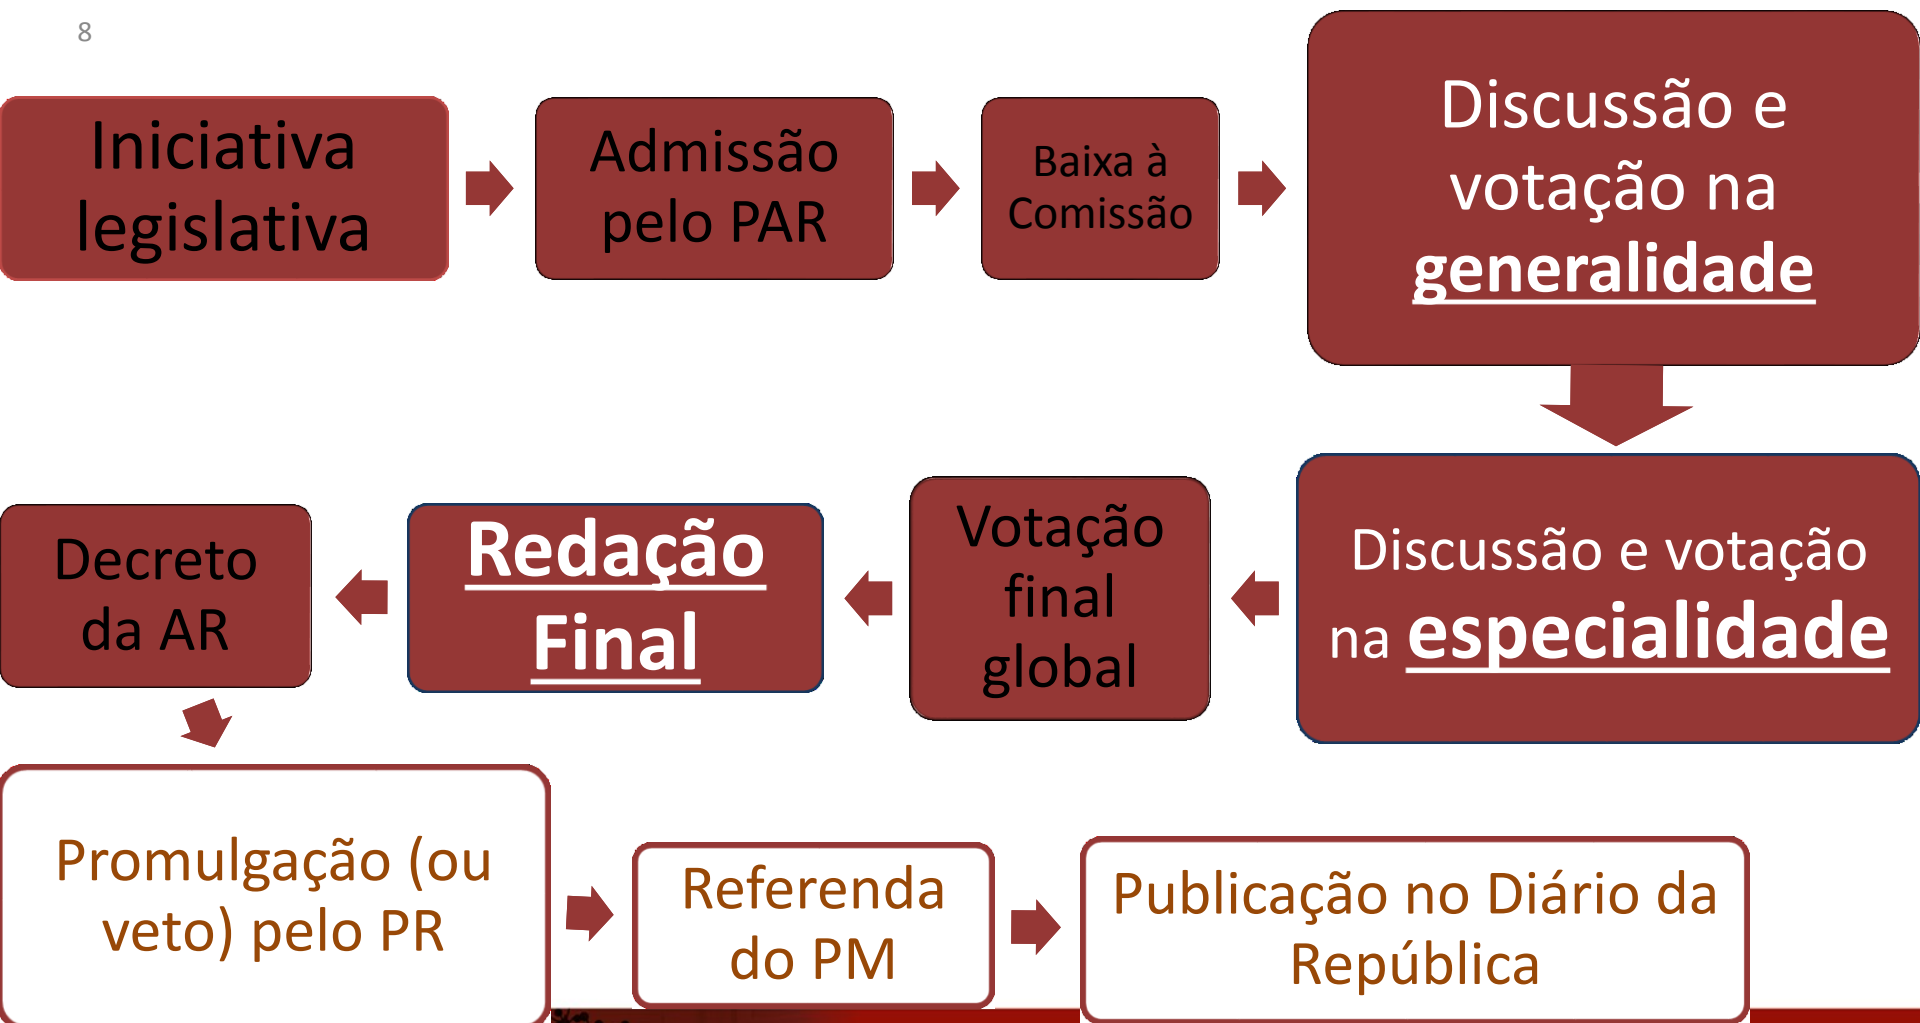 8
Iniciativa
legislativa
Admissão
pelo PAR
Baixa à
Comissão
Discussão e
votação na
generalidade
Discussão e votação
na especialidade
Votação
final
global
Redação
Final
Decreto
da AR
Promulgação (ou
veto) pelo PR
Referenda
do PM
Publicação no Diário da
República